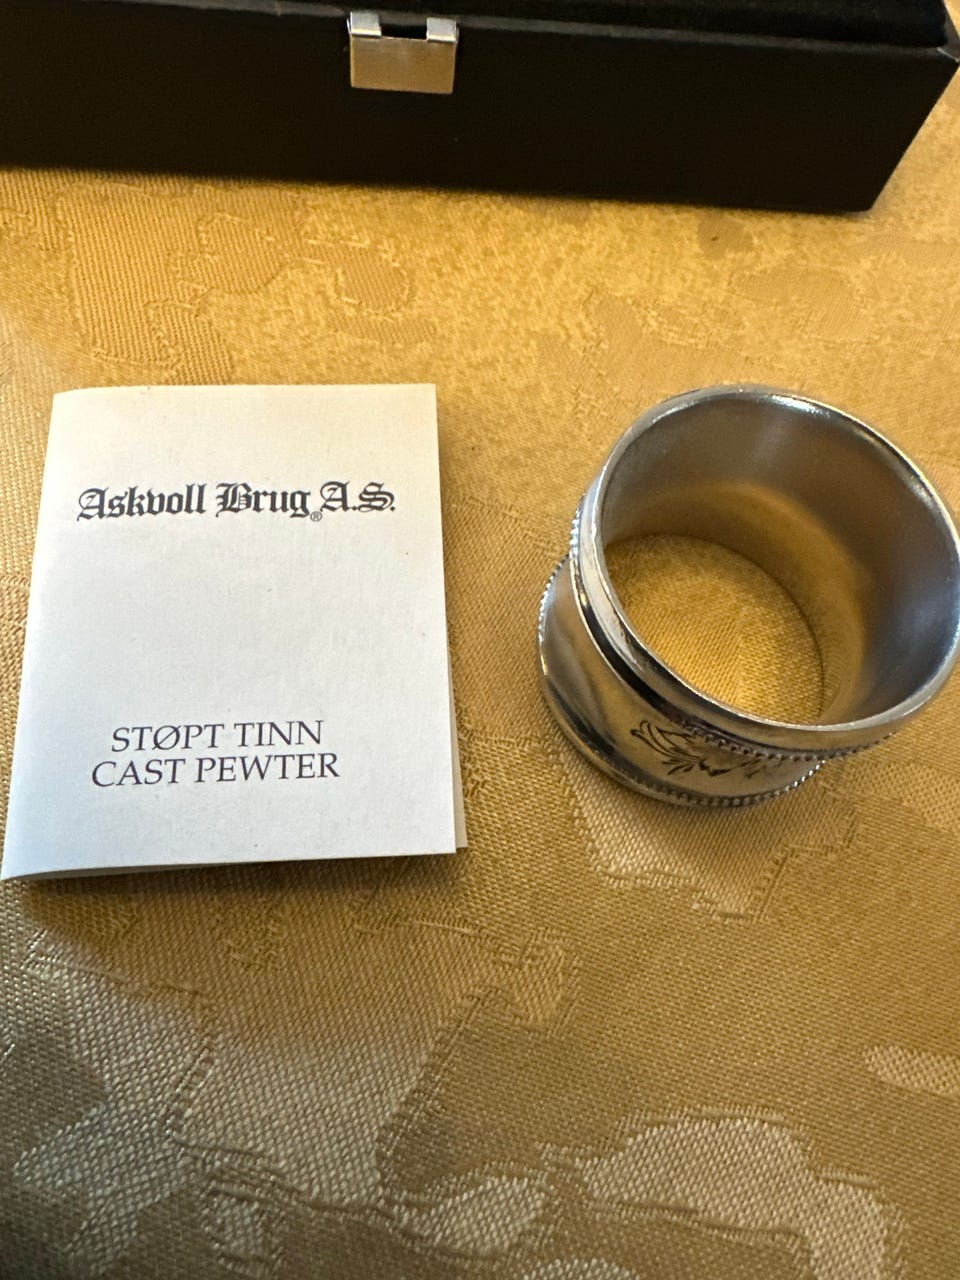 Askvoll Brug® A.S.
STØPT TINN
CAST PEWTER